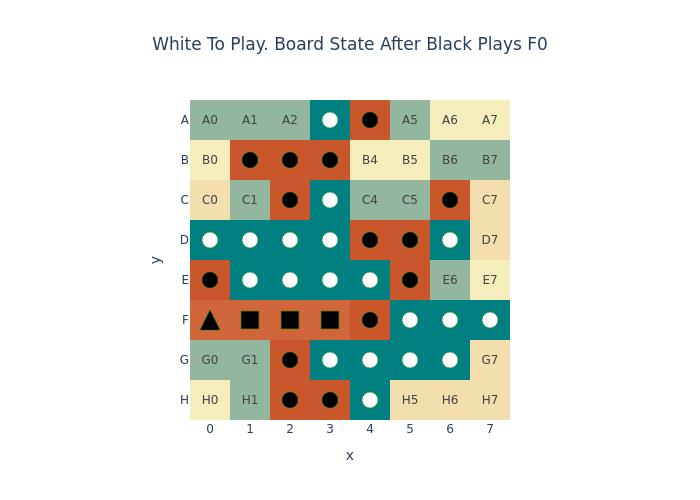 White To Play. Board State After Black Plays F0
A A0 A1 A2 A5 A6 A7
B B0 B4 B5 B6 B7
C C0 C1 C4 C5 C7
D D7
E E6 E7
F
G G0 G1 G7
H H0 H1 H5 H6 H7
0 1 2 3 4 5 6 7
x
y